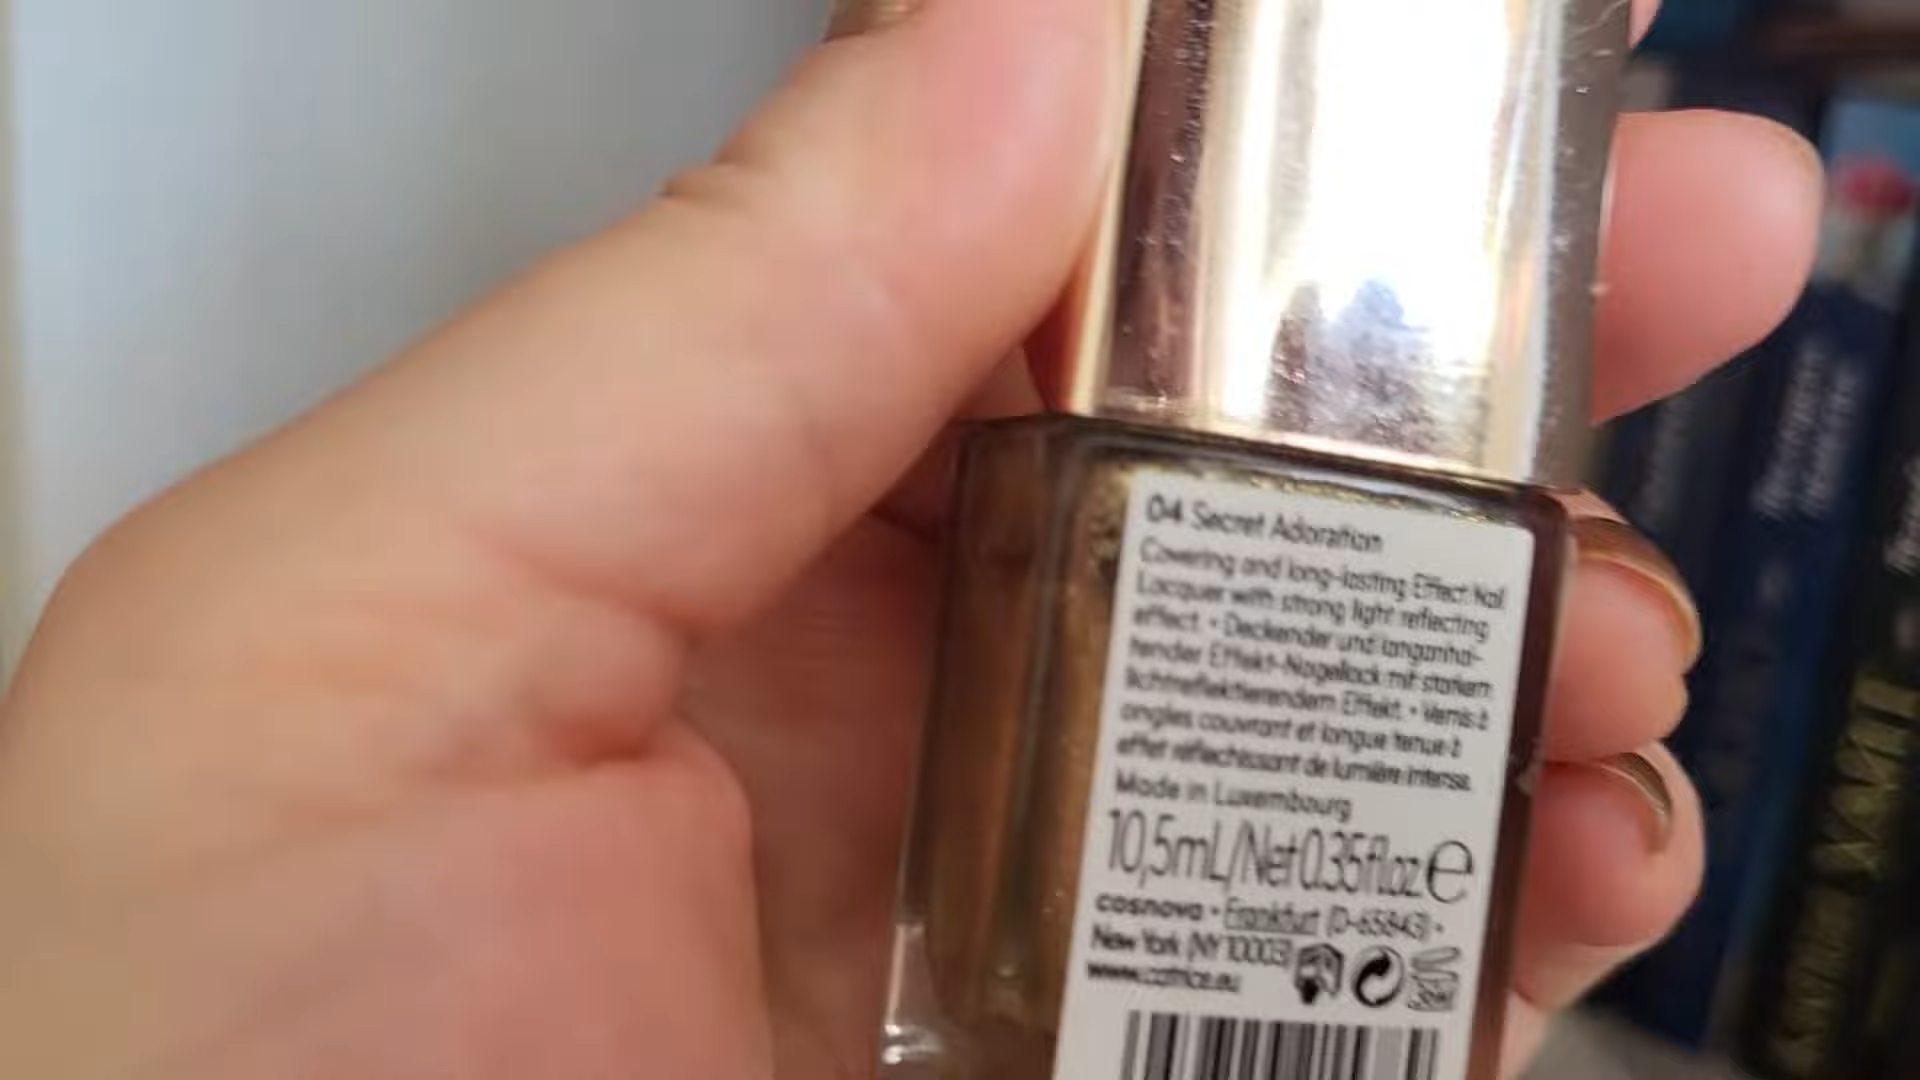 04 Secret Adoration
Covering and long-lasting Effect Nail
Lacquer with strong light reflecting
effect. • Deckender und langanhal-
tender Effekt-Nagellack mit starkem
lichtreflektierendem Effekt. • Vernis à
ongles couvrant et longue tenue à
effet réfléchissant de lumière intense.
Made in Luxembourg
10,5mL/Net 0.35fl.oz e
cosnova • Frankfurt (D-65843) •
New York (NY 10003)
www.catrice.eu